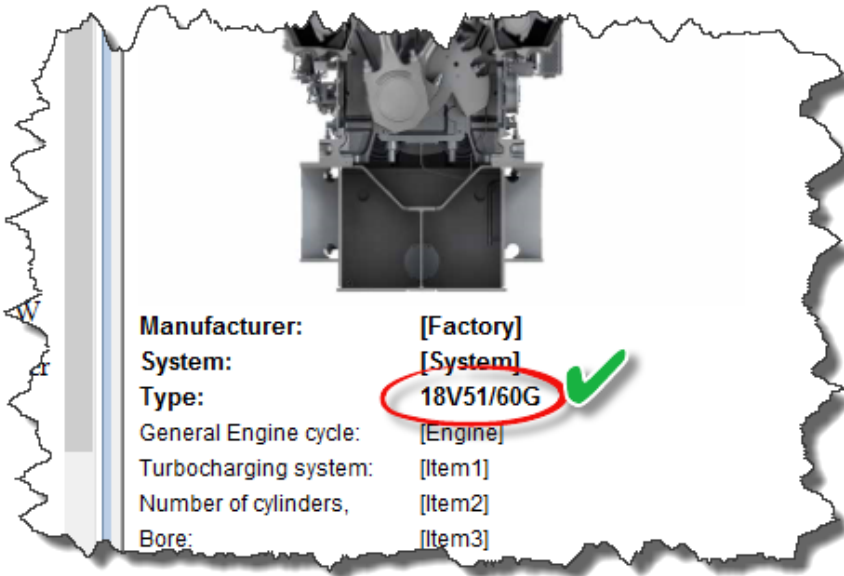 W
er
Manufacturer: [Factory]
System: [System]
Type: 18V51/60G
General Engine cycle: [Engine]
Turbocharging system: [Item1]
Number of cylinders, [Item2]
Bore: [Item3]